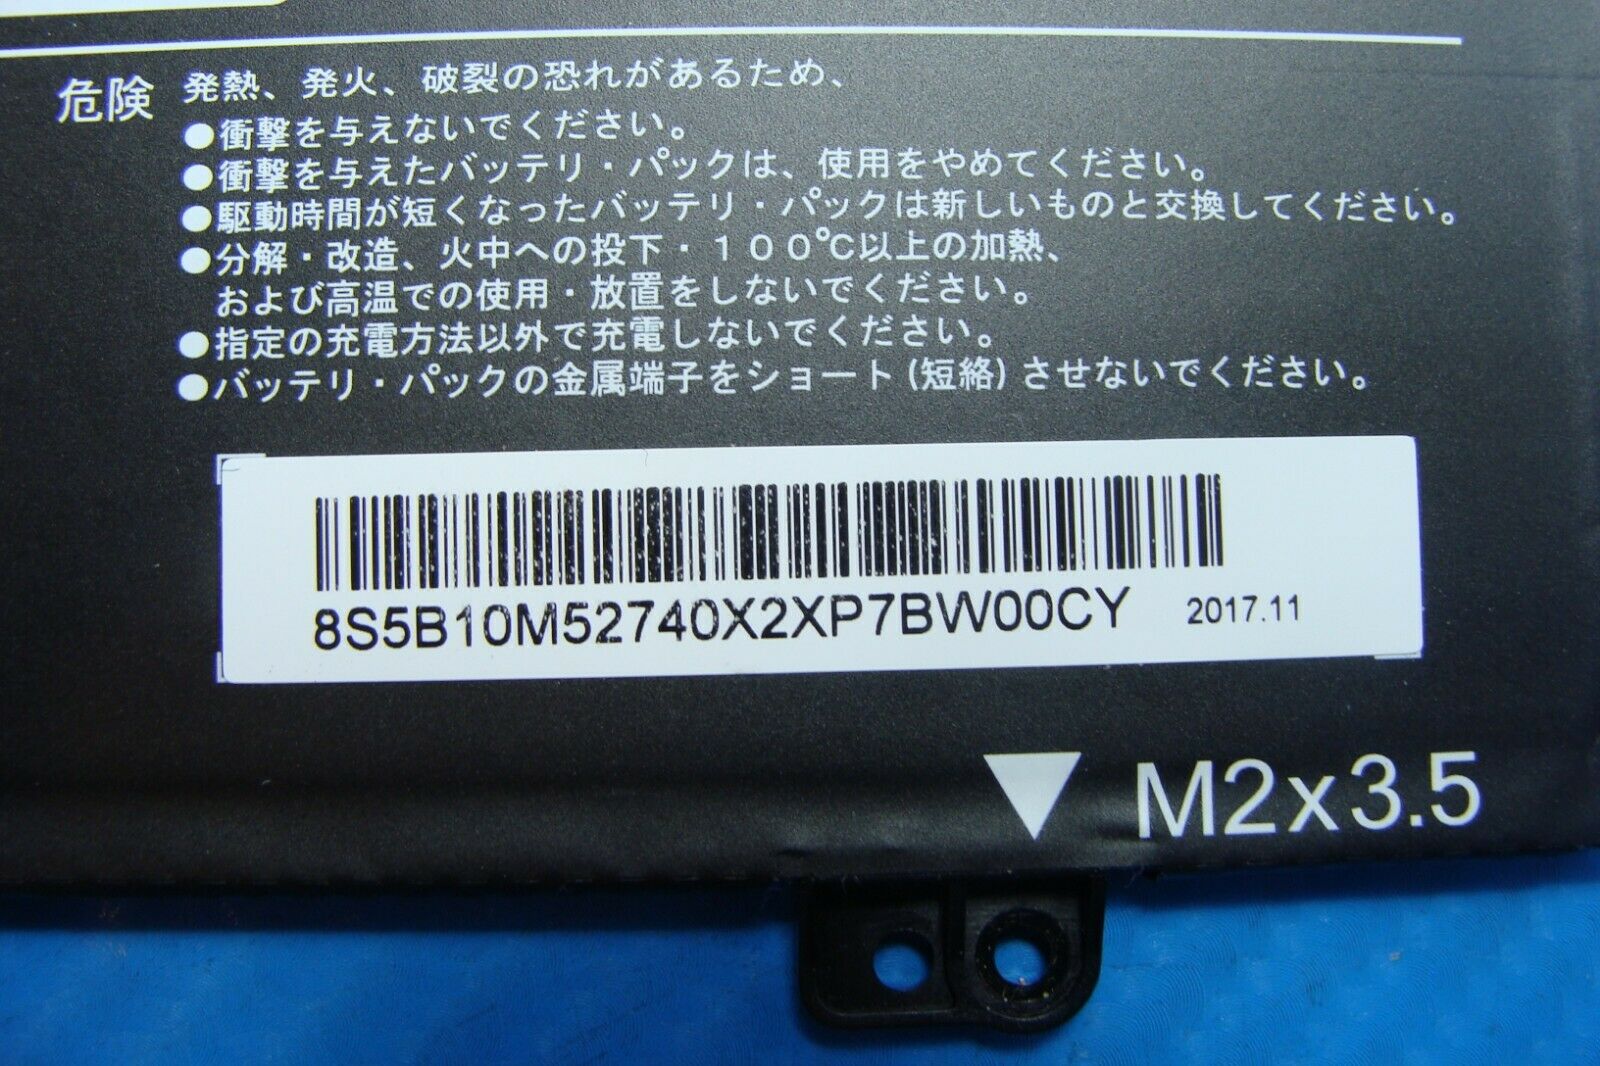 危険 発熱、発火、破裂の恐れがあるため、
●衝撃を与えないでください。
●衝撃を与えたバッテリ・パックは、使用をやめてください。
●駆動時間が短くなったバッテリ・パックは新しいものと交換してください。
●分解・改造、火中への投下・１００℃以上の加熱、
および高温での使用・放置をしないでください。
●指定の充電方法以外で充電しないでください。
●バッテリ・パックの金属端子をショート(短絡)させないでください。
8S5B10M52740X2XP7BW00CY 2017.11
▼ M2x3.5